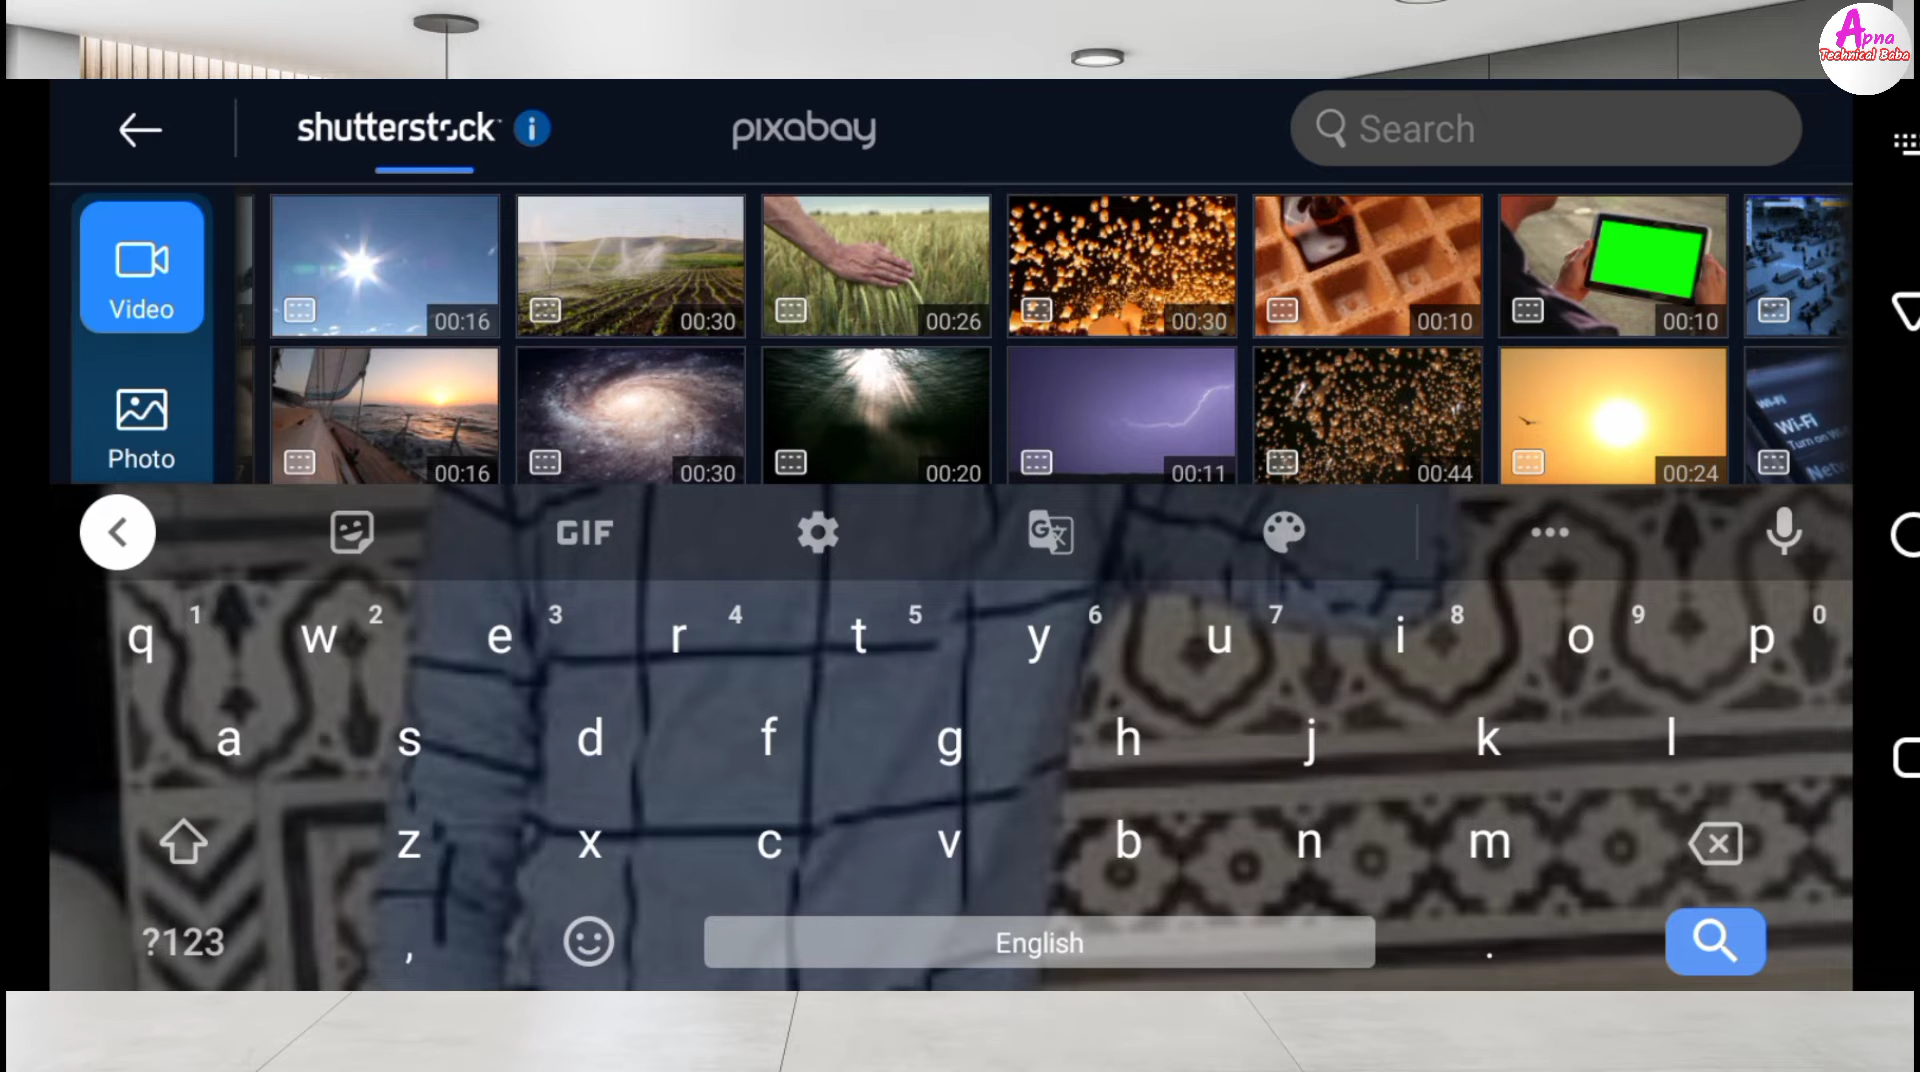 Apna
Technical Baba
shutterstock
pixabay
Search
Video
00:16
00:30
00:26
00:30
00:10
00:10
Photo
00:16
00:30
00:20
00:11
00:44
00:24
Wi-Fi
Wi-Fi
GIF
G
q 1 w 2 e 3 r 4 t 5 y 6 u 7 i 8 o 9 p 0
a s d f g h j k l
z x c v b n m
?123 , English .